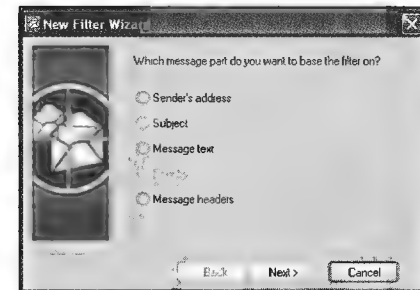 New Filter Wizard
Which message part do you want to base the filter on?
Sender's address
Subject
Message text
Message headers
Back
Next >
Cancel